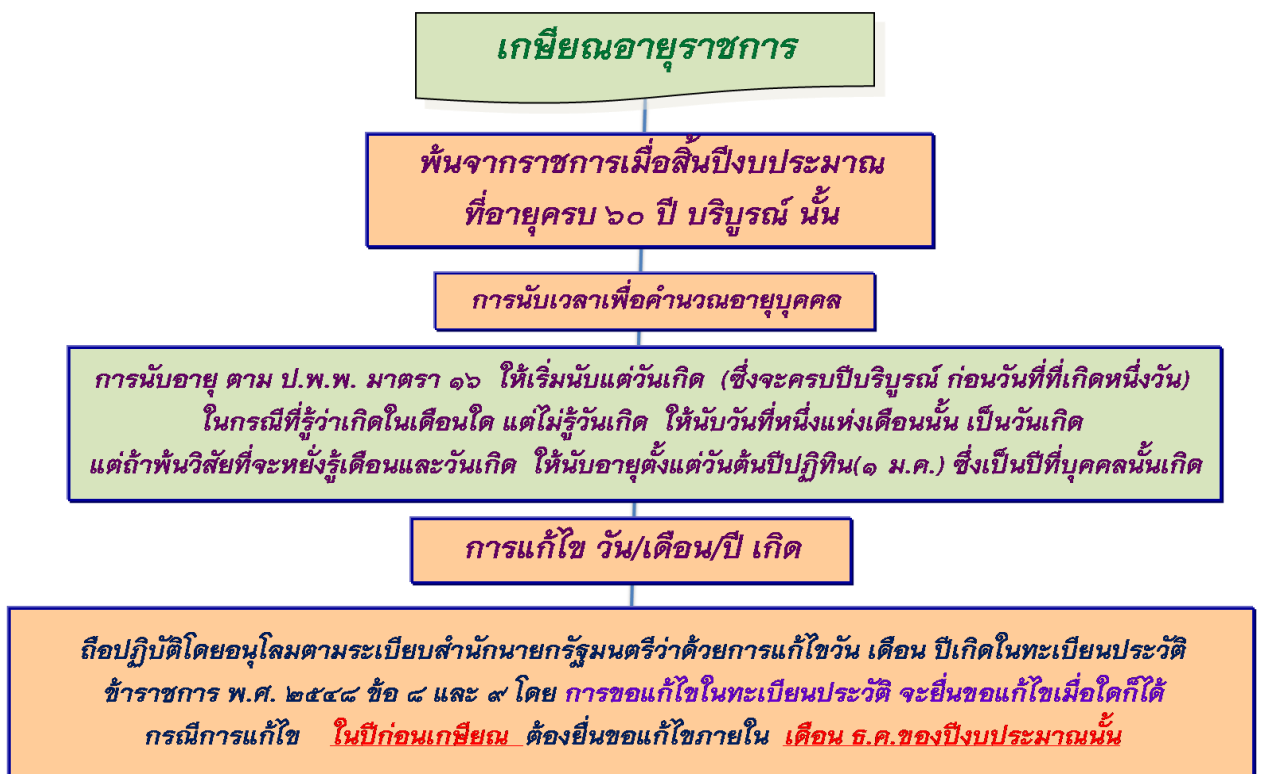 เกษียณอายุราชการ
พ้นจากราชการเมื่อสิ้นปีงบประมาณ
ที่อายุครบ ๖๐ ปี บริบูรณ์ นั้น
การนับเวลาเพื่อคำนวณอายุบุคคล
การนับอายุ ตาม ป.พ.พ. มาตรา ๑๖ ให้เริ่มนับแต่วันเกิด (ซึ่งจะครบปีบริบูรณ์ ก่อนวันที่ที่เกิดหนึ่งวัน)
ในกรณีที่รู้ว่าเกิดในเดือนใด แต่ไม่รู้วันเกิด ให้นับวันที่หนึ่งแห่งเดือนนั้น เป็นวันเกิด
แต่ถ้าพ้นวิสัยที่จะหยั่งรู้เดือนและวันเกิด ให้นับอายุตั้งแต่วันต้นปีปฏิทิน(๑ ม.ค.) ซึ่งเป็นปีที่บุคคลนั้นเกิด
การแก้ไข วัน/เดือน/ปี เกิด
ถือปฏิบัติโดยอนุโลมตามระเบียบสำนักนายกรัฐมนตรีว่าด้วยการแก้ไขวัน เดือน ปีเกิดในทะเบียนประวัติ
ข้าราชการ พ.ศ. ๒๕๔๘ ข้อ ๘ และ ๙ โดย การขอแก้ไขในทะเบียนประวัติ จะยื่นขอแก้ไขเมื่อใดก็ได้
กรณีการแก้ไข ในปีก่อนเกษียณ ต้องยื่นขอแก้ไขภายใน เดือน ธ.ค.ของปีงบประมาณนั้น